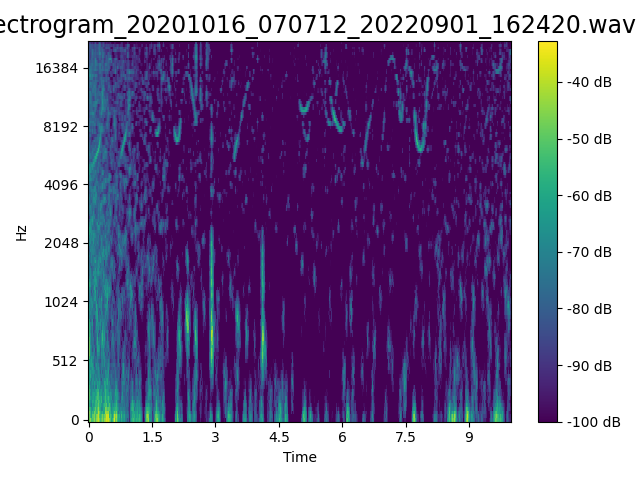 ectrogram_20201016_070712_20220901_162420.wav
16384
8192
4096
2048
1024
512
0
Hz
0 1.5 3 4.5 6 7.5 9
Time
-40 dB
-50 dB
-60 dB
-70 dB
-80 dB
-90 dB
-100 dB